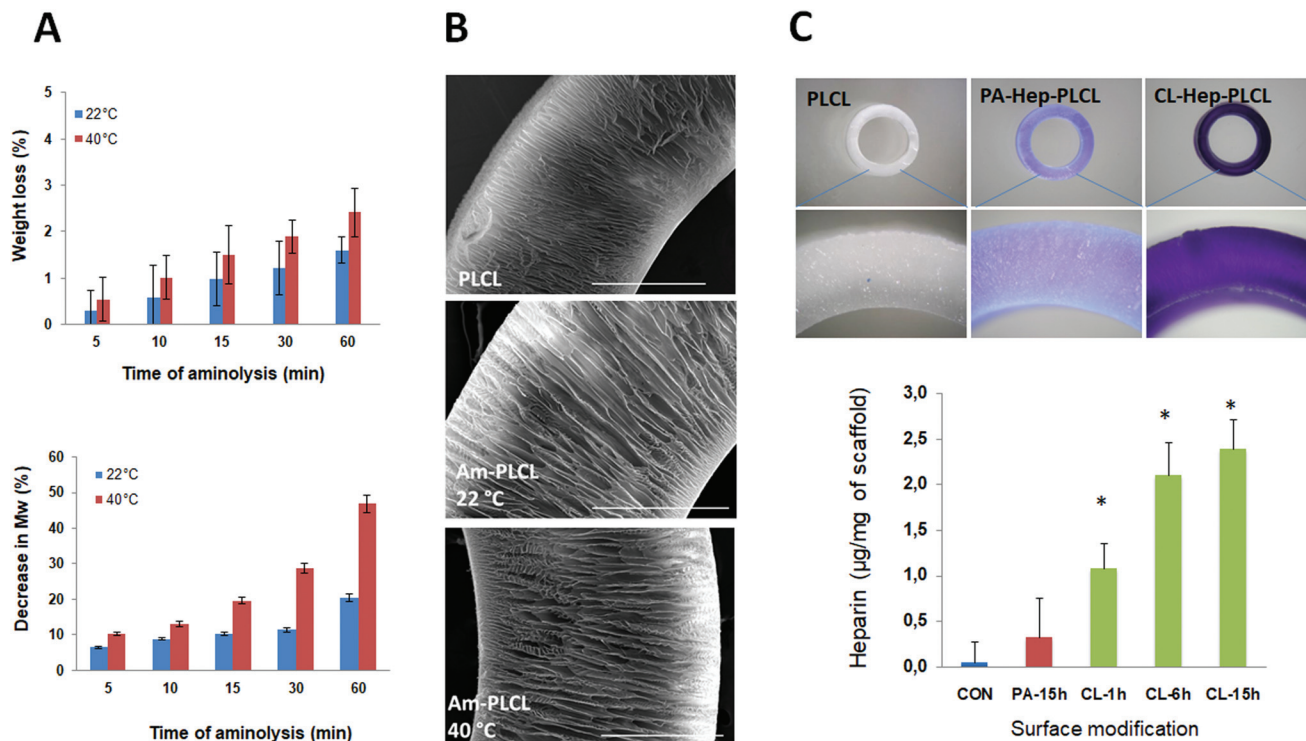 A
22°C
40°C
5
4
3
2
1
0
Weight loss (%)
5 10 15 30 60
Time of aminolysis (min)
22°C
40°C
60
50
40
30
20
10
0
Decrease in Mw (%)
5 10 15 30 60
Time of aminolysis (min)
B
PLCL
Am-PLCL
22 °C
Am-PLCL
40 °C
C
PLCL PA-Hep-PLCL CL-Hep-PLCL
Heparin (µg/mg of scaffold)
3,0
2,5
2,0
1,5
1,0
0,5
0,0
* * *
CON PA-15h CL-1h CL-6h CL-15h
Surface modification